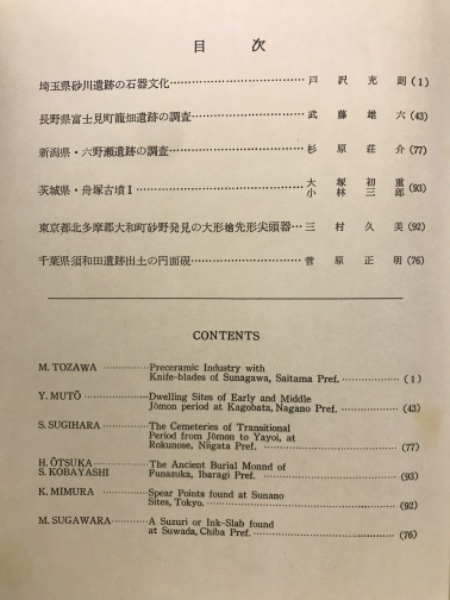 目次
埼玉県砂川遺跡の石器文化……………………………戸沢充則(1)
長野県富士見町籠畑遺跡の調査………………………武藤雄六(43)
新潟県・六野瀬遺跡の調査……………………………杉原荘介(77)
茨城県・舟塚古墳I……………………………………大塚初重
小林三郎(93)
東京都北多摩郡大和町砂野発見の大形槍先形尖頭器…三村久美(92)
千葉県須和田遺跡出土の円面硯………………………菅原正明(76)
CONTENTS
M. TOZAWA ……………Preceramic Industry with
Knife-blades of Sunagawa, Saitama Pref. ………………(1)
Y. MUTŌ………………Dwelling Sites of Early and Middle
Jōmon period at Kagohata, Nagano Pref. ………………(43)
S. SUGIHARA …………The Cemeteries of Transitional
Period from Jōmon to Yayoi, at
Rokunose, Niigata Pref. …………………………(77)
H. ŌTSUKA……………The Ancient Burial Monnd of
S. KOBAYASHI Funazuka, Ibaragi Pref. …………………………(93)
K. MIMURA ……………Spear Points found at Sunano
Sites, Tokyo. …………………………………(92)
M. SUGAWARA…………A Suzuri or Ink-Slab found
at Suwada, Chiba Pref. …………………………(76)